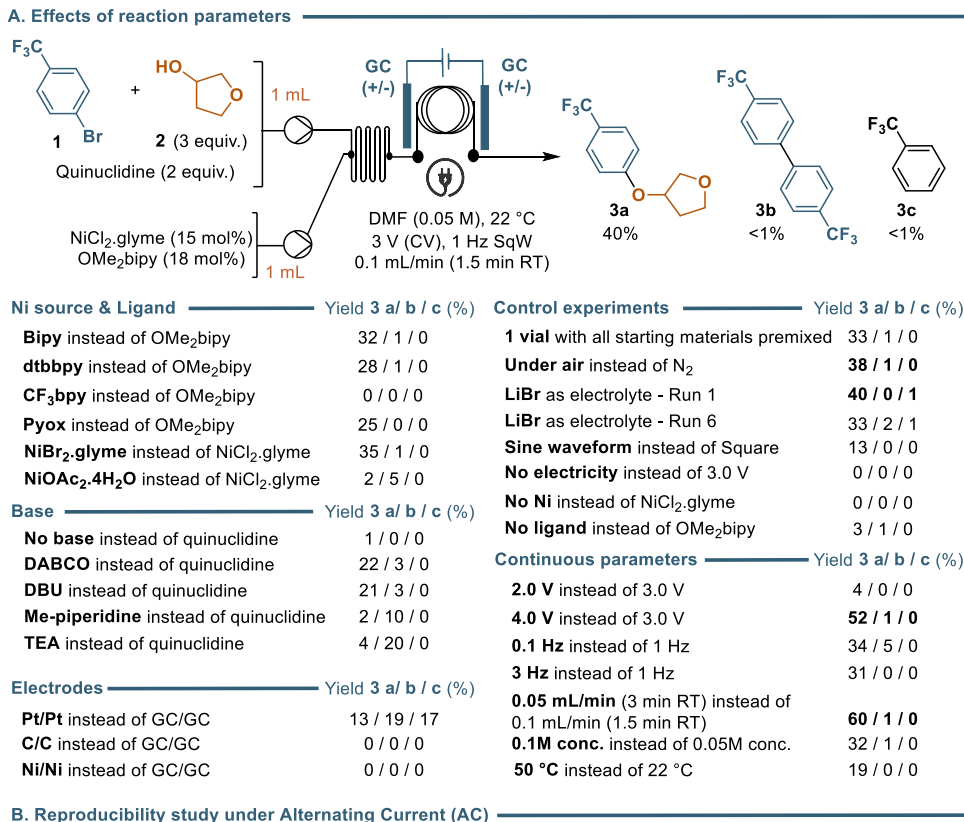 A. Effects of reaction parameters
F₃C
Br
1
+
HO
O
2 (3 equiv.)
Quinuclidine (2 equiv.)
1 mL
NiCl₂.glyme (15 mol%)
OMe₂bipy (18 mol%)
1 mL
GC
(+/-)
GC
(+/-)
DMF (0.05 M), 22 °C
3 V (CV), 1 Hz SqW
0.1 mL/min (1.5 min RT)
F₃C
O
O
3a
40%
F₃C
CF₃
3b
<1%
F₃C
3c
<1%
Ni source & Ligand Yield 3 a/ b / c (%)
Bipy instead of OMe₂bipy 32 / 1 / 0
dtbbpy instead of OMe₂bipy 28 / 1 / 0
CF₃bpy instead of OMe₂bipy 0 / 0 / 0
Pyox instead of OMe₂bipy 25 / 0 / 0
NiBr₂.glyme instead of NiCl₂.glyme 35 / 1 / 0
NiOAc₂.4H₂O instead of NiCl₂.glyme 2 / 5 / 0
Base Yield 3 a/ b / c (%)
No base instead of quinuclidine 1 / 0 / 0
DABCO instead of quinuclidine 22 / 3 / 0
DBU instead of quinuclidine 21 / 3 / 0
Me-piperidine instead of quinuclidine 2 / 10 / 0
TEA instead of quinuclidine 4 / 20 / 0
Electrodes Yield 3 a/ b / c (%)
Pt/Pt instead of GC/GC 13 / 19 / 17
C/C instead of GC/GC 0 / 0 / 0
Ni/Ni instead of GC/GC 0 / 0 / 0
Control experiments Yield 3 a/ b / c (%)
1 vial with all starting materials premixed 33 / 1 / 0
Under air instead of N₂ 38 / 1 / 0
LiBr as electrolyte - Run 1 40 / 0 / 1
LiBr as electrolyte - Run 6 33 / 2 / 1
Sine waveform instead of Square 13 / 0 / 0
No electricity instead of 3.0 V 0 / 0 / 0
No Ni instead of NiCl₂.glyme 0 / 0 / 0
No ligand instead of OMe₂bipy 3 / 1 / 0
Continuous parameters Yield 3 a/ b / c (%)
2.0 V instead of 3.0 V 4 / 0 / 0
4.0 V instead of 3.0 V 52 / 1 / 0
0.1 Hz instead of 1 Hz 34 / 5 / 0
3 Hz instead of 1 Hz 31 / 0 / 0
0.05 mL/min (3 min RT) instead of
0.1 mL/min (1.5 min RT) 60 / 1 / 0
0.1M conc. instead of 0.05M conc. 32 / 1 / 0
50 °C instead of 22 °C 19 / 0 / 0
B. Reproducibility study under Alternating Current (AC)